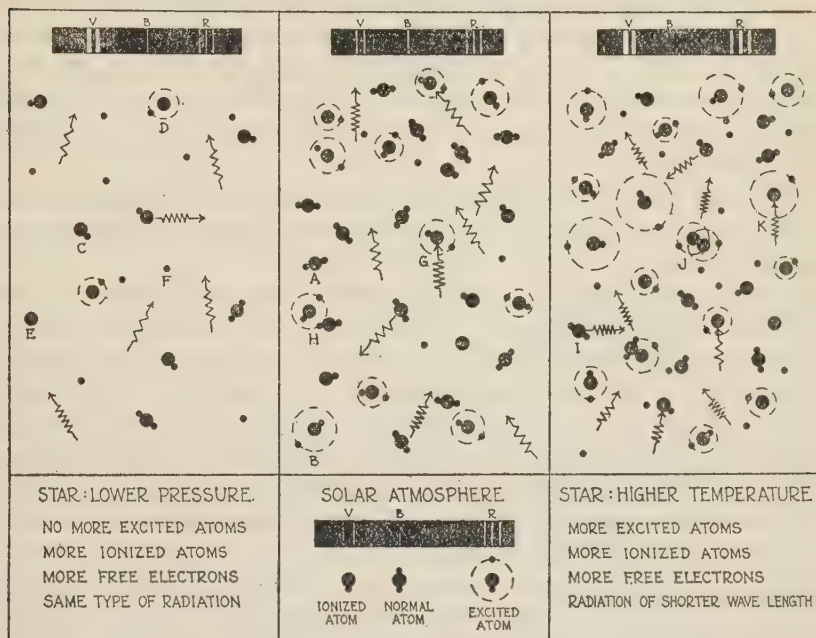 V B R
V B R
V B R
D
C
F
E
A
G
H
B
K
J
I
STAR: LOWER PRESSURE.
NO MORE EXCITED ATOMS
MORE IONIZED ATOMS
MORE FREE ELECTRONS
SAME TYPE OF RADIATION
SOLAR ATMOSPHERE
V B R
IONIZED ATOM
NORMAL ATOM
EXCITED ATOM
STAR: HIGHER TEMPERATURE
MORE EXCITED ATOMS
MORE IONIZED ATOMS
MORE FREE ELECTRONS
RADIATION OF SHORTER WAVE LENGTH